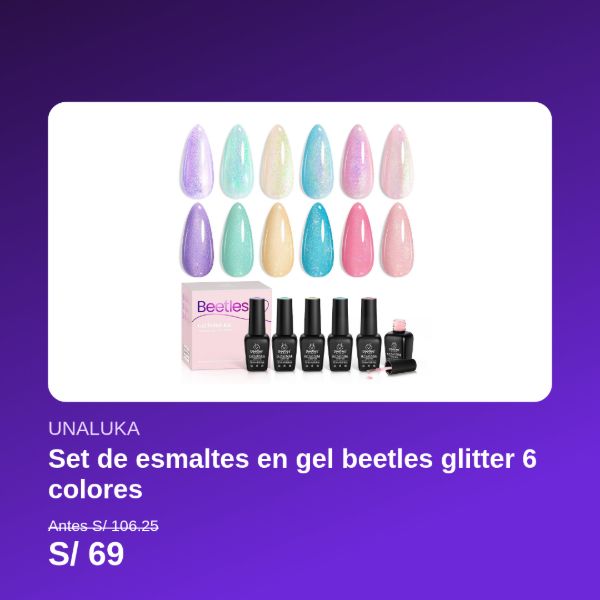 Beetles
UNALUKA
Set de esmaltes en gel beetles glitter 6
colores
Antes S/ 106.25
S/ 69